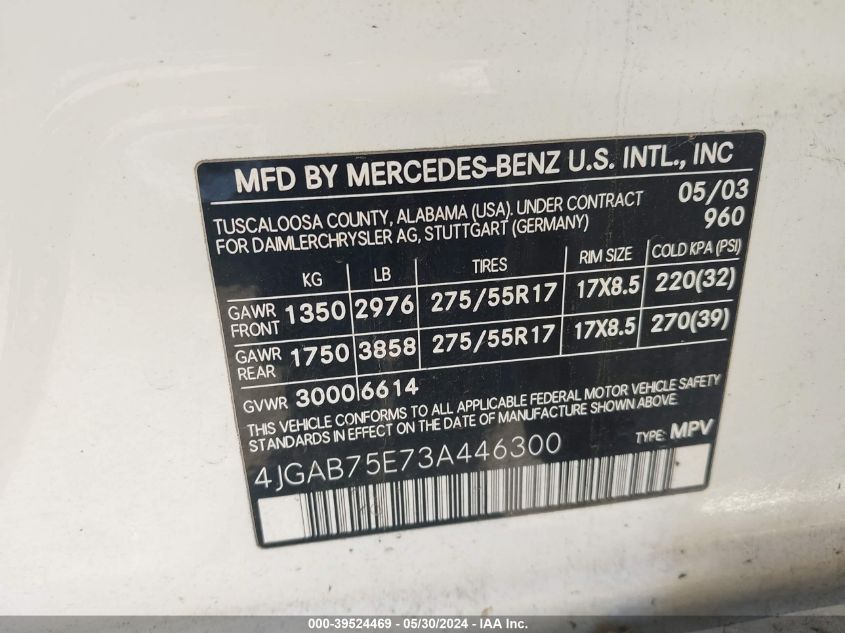 MFD BY MERCEDES-BENZ U.S. INTL., INC
TUSCALOOSA COUNTY, ALABAMA (USA). UNDER CONTRACT 05/03
FOR DAIMLERCHRYSLER AG, STUTTGART (GERMANY) 960
KG LB TIRES RIM SIZE COLD KPA (PSI)
GAWR FRONT 1350 2976 275/55R17 17X8.5 220(32)
GAWR REAR 1750 3858 275/55R17 17X8.5 270(39)
GVWR 3000 6614
THIS VEHICLE CONFORMS TO ALL APPLICABLE FEDERAL MOTOR VEHICLE SAFETY
STANDARDS IN EFFECT ON THE DATE OF MANUFACTURE SHOWN ABOVE.
4JGAB75E73A446300 TYPE: MPV
000-39524469 - 05/30/2024 - IAA Inc.